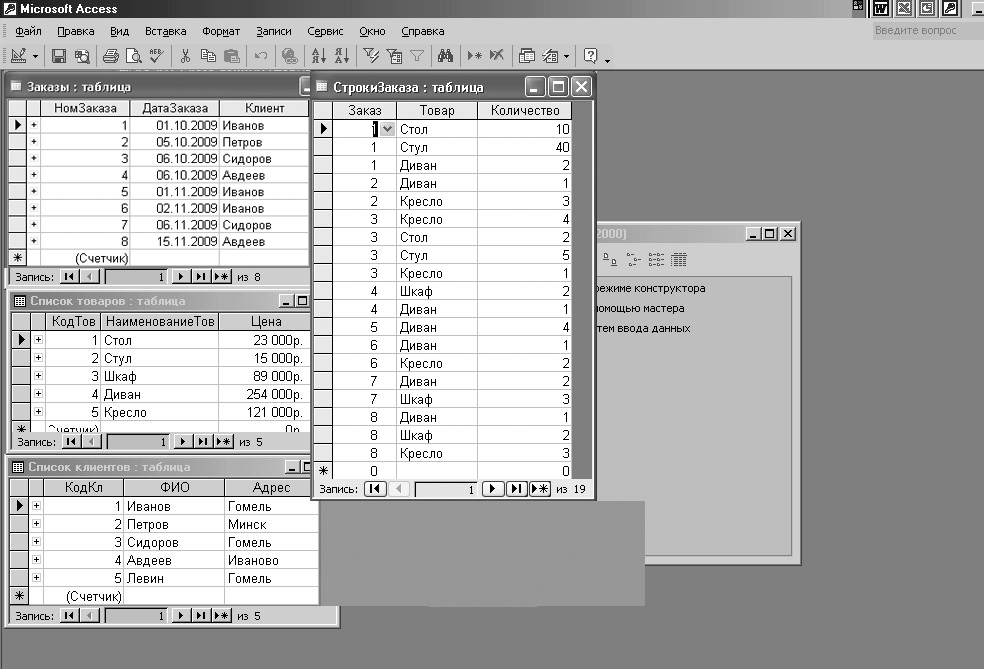 Microsoft Access
Файл Правка Вид Вставка Формат Записи Сервис Окно Справка
Введите вопрос
Заказы : таблица
НомЗаказа ДатаЗаказа Клиент
1 01.10.2009 Иванов
2 05.10.2009 Петров
3 06.10.2009 Сидоров
4 06.10.2009 Авдеев
5 01.11.2009 Иванов
6 02.11.2009 Иванов
7 06.11.2009 Сидоров
8 15.11.2009 Авдеев
(Счетчик)
Запись: 1 из 8
Список товаров : таблица
КодТов НаименованиеТов Цена
1 Стол 23 000р.
2 Стул 15 000р.
3 Шкаф 89 000р.
4 Диван 254 000р.
5 Кресло 121 000р.
Счетчик) 0р.
Запись: 1 из 5
Список клиентов : таблица
КодКл ФИО Адрес
1 Иванов Гомель
2 Петров Минск
3 Сидоров Гомель
4 Авдеев Иваново
5 Левин Гомель
(Счетчик)
Запись: 1 из 5
СтрокиЗаказа : таблица
Заказ Товар Количество
1 Стол 10
1 Стул 40
1 Диван 2
2 Диван 1
2 Кресло 3
3 Кресло 4
3 Стол 2
3 Стул 5
3 Кресло 1
4 Шкаф 2
4 Диван 1
5 Диван 4
6 Диван 1
6 Кресло 2
7 Диван 2
7 Шкаф 3
8 Диван 1
8 Шкаф 2
8 Кресло 3
0 0
Запись: 1 из 19
2000)
режиме конструктора
помощью мастера
тем ввода данных